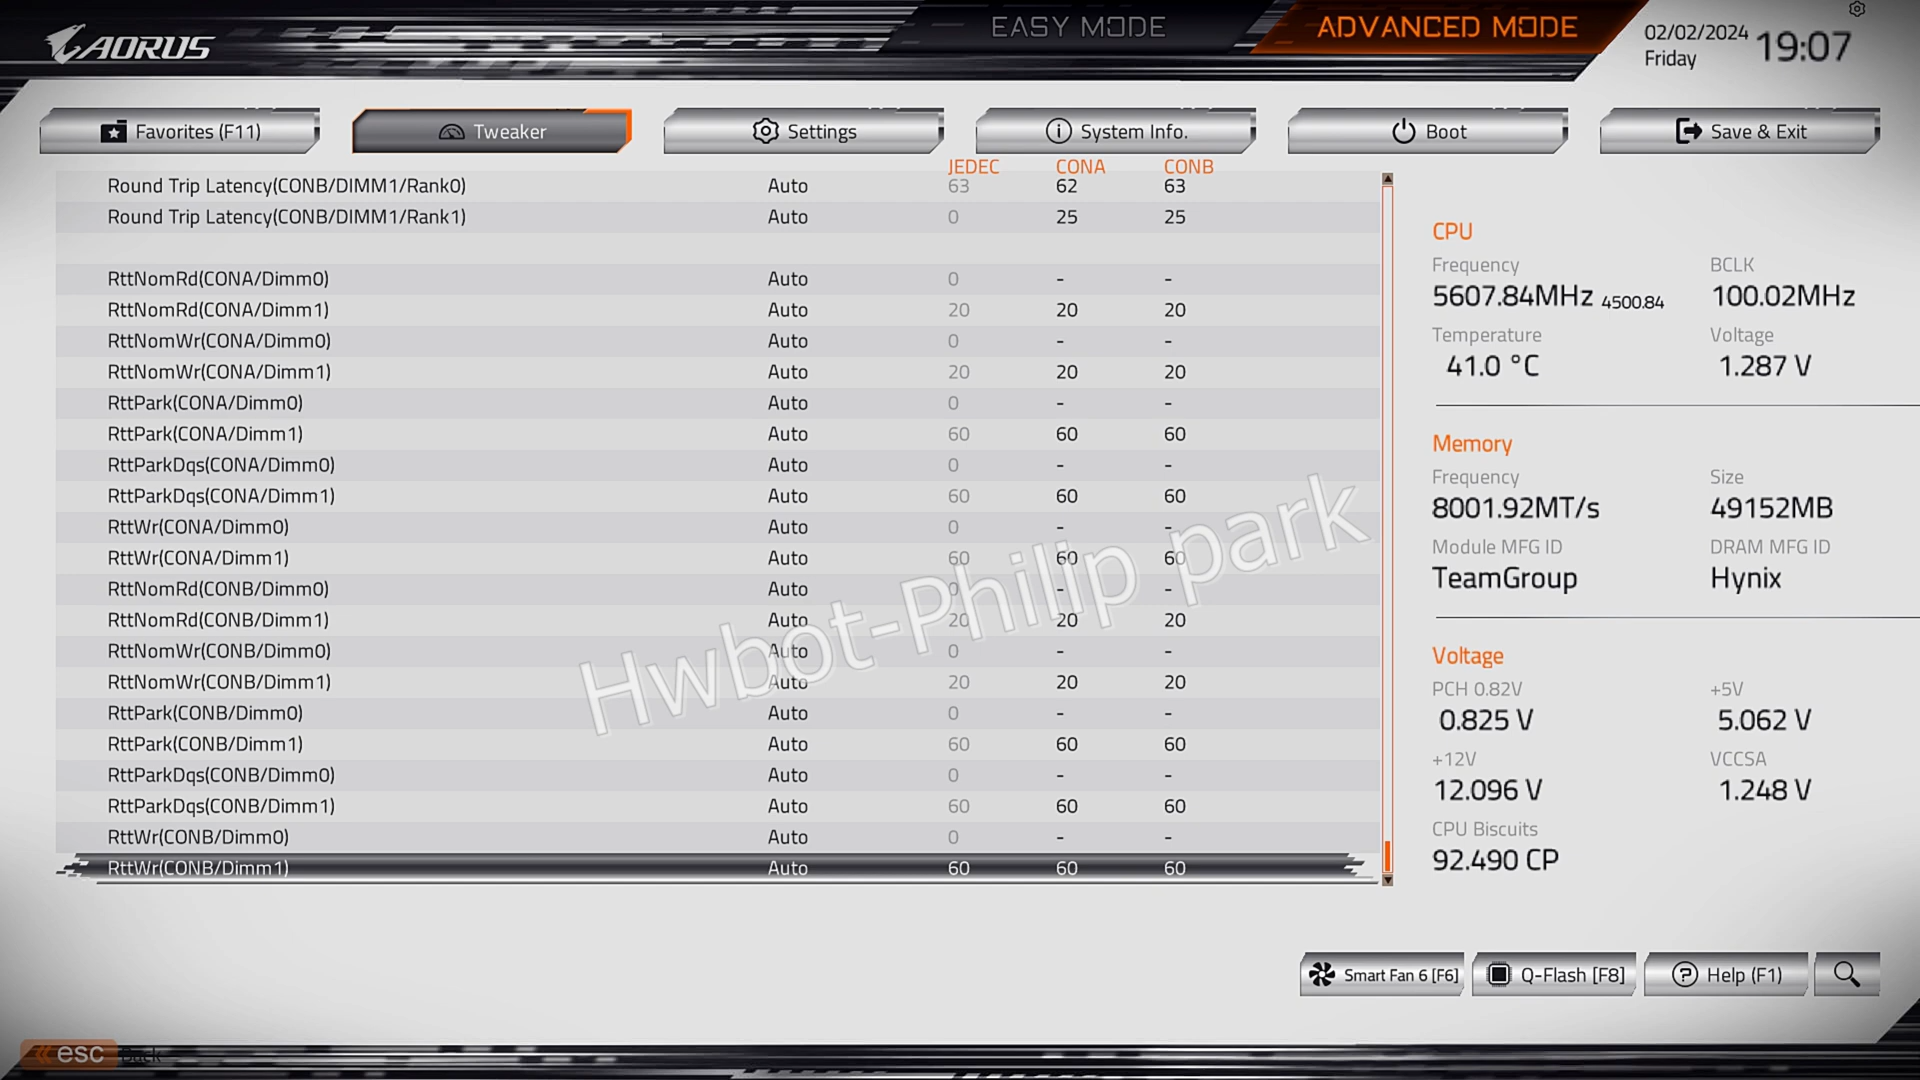 AORUS
EASY MODE
ADVANCED MODE
02/02/2024
Friday
19:07
Favorites (F11)
Tweaker
Settings
System Info.
Boot
Save & Exit
JEDEC CONA CONB
Round Trip Latency(CONB/DIMM1/Rank0) Auto 63 62 63
Round Trip Latency(CONB/DIMM1/Rank1) Auto 0 25 25
RttNomRd(CONA/Dimm0) Auto 0 - -
RttNomRd(CONA/Dimm1) Auto 20 20 20
RttNomWr(CONA/Dimm0) Auto 0 - -
RttNomWr(CONA/Dimm1) Auto 20 20 20
RttPark(CONA/Dimm0) Auto 0 - -
RttPark(CONA/Dimm1) Auto 60 60 60
RttParkDqs(CONA/Dimm0) Auto 0 - -
RttParkDqs(CONA/Dimm1) Auto 60 60 60
RttWr(CONA/Dimm0) Auto 0 - -
RttWr(CONA/Dimm1) Auto 60 60 60
RttNomRd(CONB/Dimm0) Auto 0 - -
RttNomRd(CONB/Dimm1) Auto 20 20 20
RttNomWr(CONB/Dimm0) Auto 0 - -
RttNomWr(CONB/Dimm1) Auto 20 20 20
RttPark(CONB/Dimm0) Auto 0 - -
RttPark(CONB/Dimm1) Auto 60 60 60
RttParkDqs(CONB/Dimm0) Auto 0 - -
RttParkDqs(CONB/Dimm1) Auto 60 60 60
RttWr(CONB/Dimm0) Auto 0 - -
RttWr(CONB/Dimm1) Auto 60 60 60
Hwbot-Philip park
CPU
Frequency BCLK
5607.84MHz 4500.84 100.02MHz
Temperature Voltage
41.0 °C 1.287 V
Memory
Frequency Size
8001.92MT/s 49152MB
Module MFG ID DRAM MFG ID
TeamGroup Hynix
Voltage
PCH 0.82V +5V
0.825 V 5.062 V
+12V VCCSA
12.096 V 1.248 V
CPU Biscuits
92.490 CP
Smart Fan 6 [F6]
Q-Flash [F8]
Help (F1)
esc Back